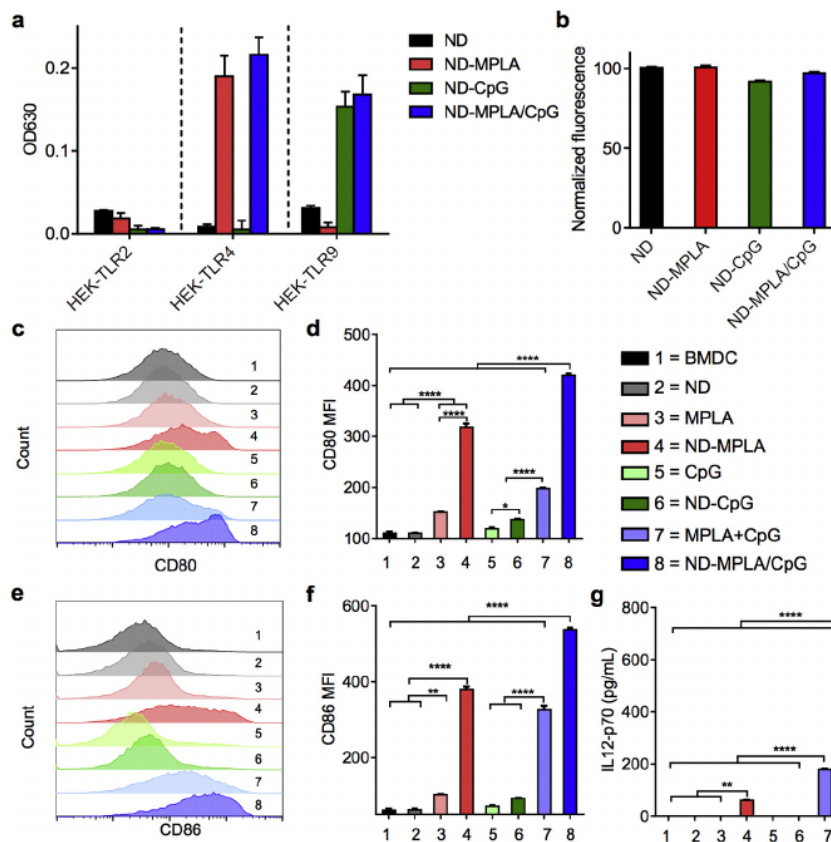 a
OD630
0.2
0.1
0.0
HEK-TLR2
HEK-TLR4
HEK-TLR9
ND
ND-MPLA
ND-CpG
ND-MPLA/CpG
b
Normalized fluorescence
100
50
0
ND
ND-MPLA
ND-CpG
ND-MPLA/CpG
c
Count
1
2
3
4
5
6
7
8
CD80
d
CD80 MFI
500
400
300
200
100
****
****
****
*
****
1 2 3 4 5 6 7 8
1 = BMDC
2 = ND
3 = MPLA
4 = ND-MPLA
5 = CpG
6 = ND-CpG
7 = MPLA+CpG
8 = ND-MPLA/CpG
e
Count
1
2
3
4
5
6
7
8
CD86
f
CD86 MFI
600
400
200
****
****
**
****
1 2 3 4 5 6 7 8
g
IL12-p70 (pg/mL)
800
600
400
200
0
****
****
**
1 2 3 4 5 6 7